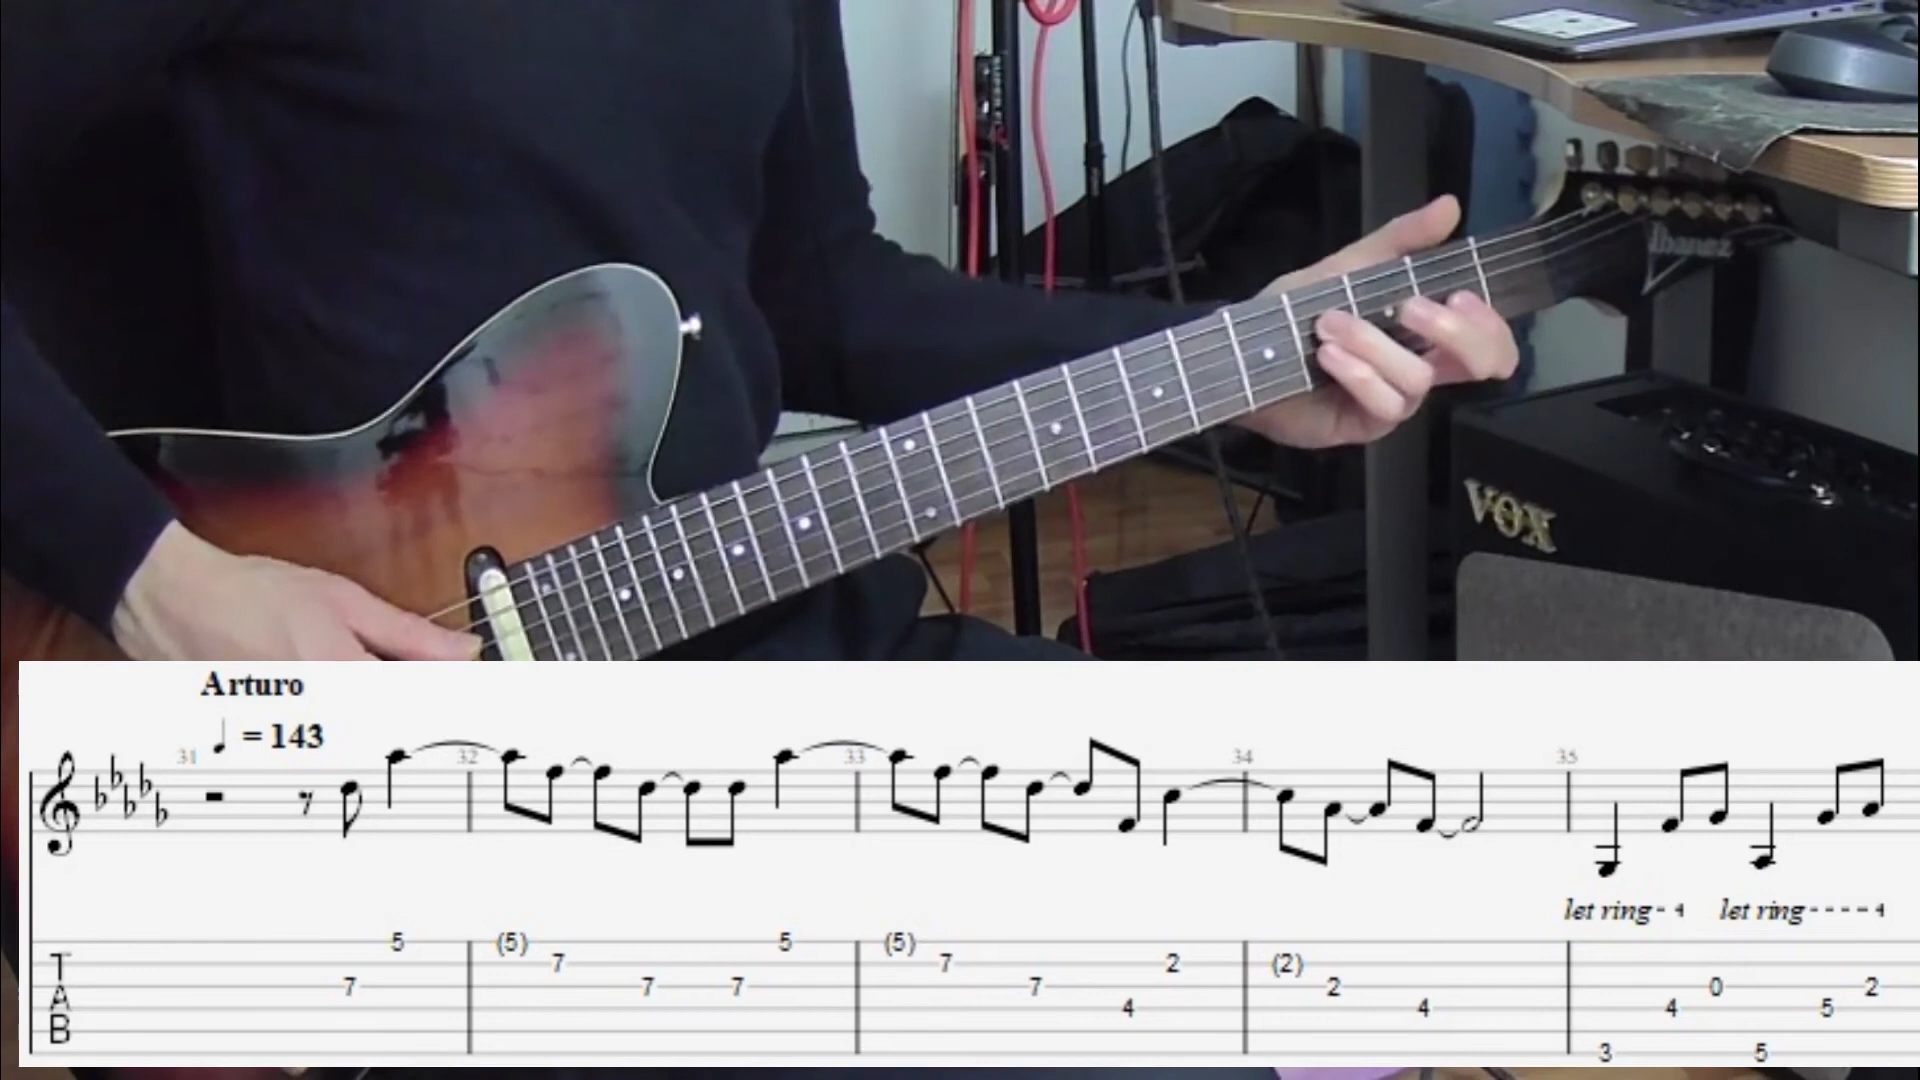 Ibanez
VOX
Arturo
♩ = 143
31 32 33 34 35
let ring - ⊣ let ring - - - - - ⊣
5 (5) 5 (5)
T 7 7 2 (2)
A 7 7 7 7 2 0 2
4 4 4 5
B
3 5